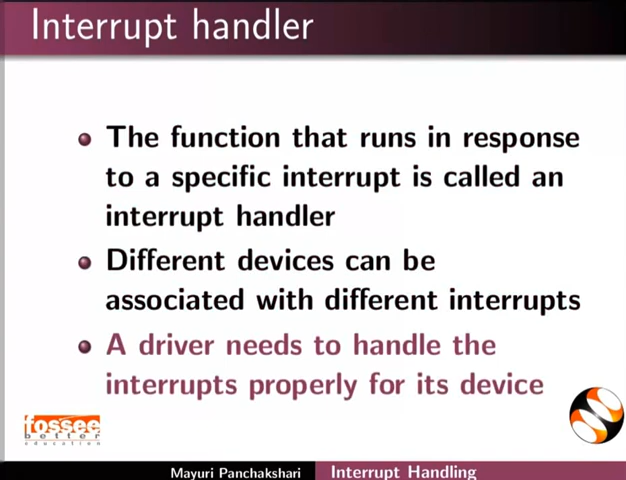 Interrupt handler
The function that runs in response
to a specific interrupt is called an
interrupt handler
Different devices can be
associated with different interrupts
A driver needs to handle the
interrupts properly for its device
fossee
better
education
Mayuri Panchakshari Interrupt Handling